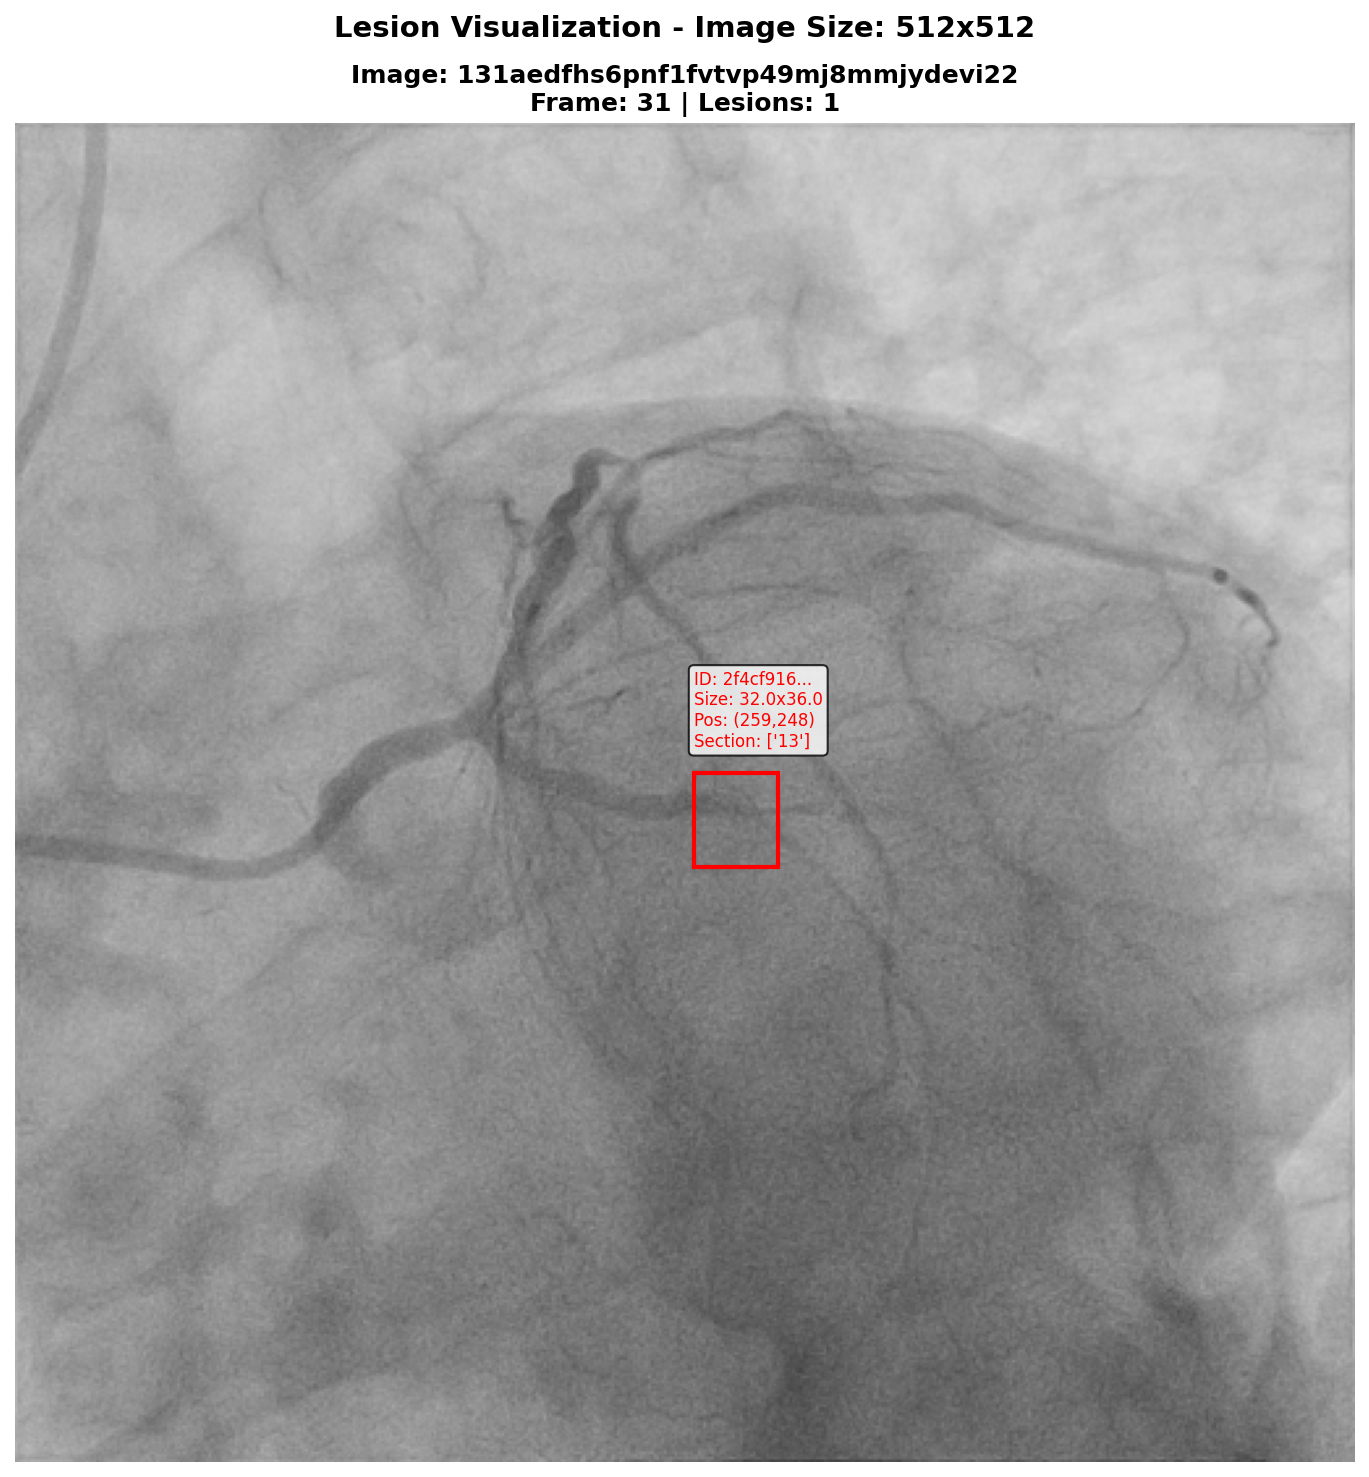 Lesion Visualization - Image Size: 512x512
Image: 131aedfhs6pnf1fvtvp49mj8mmjydevi22
Frame: 31 | Lesions: 1
ID: 2f4cf916...
Size: 32.0x36.0
Pos: (259,248)
Section: ['13']